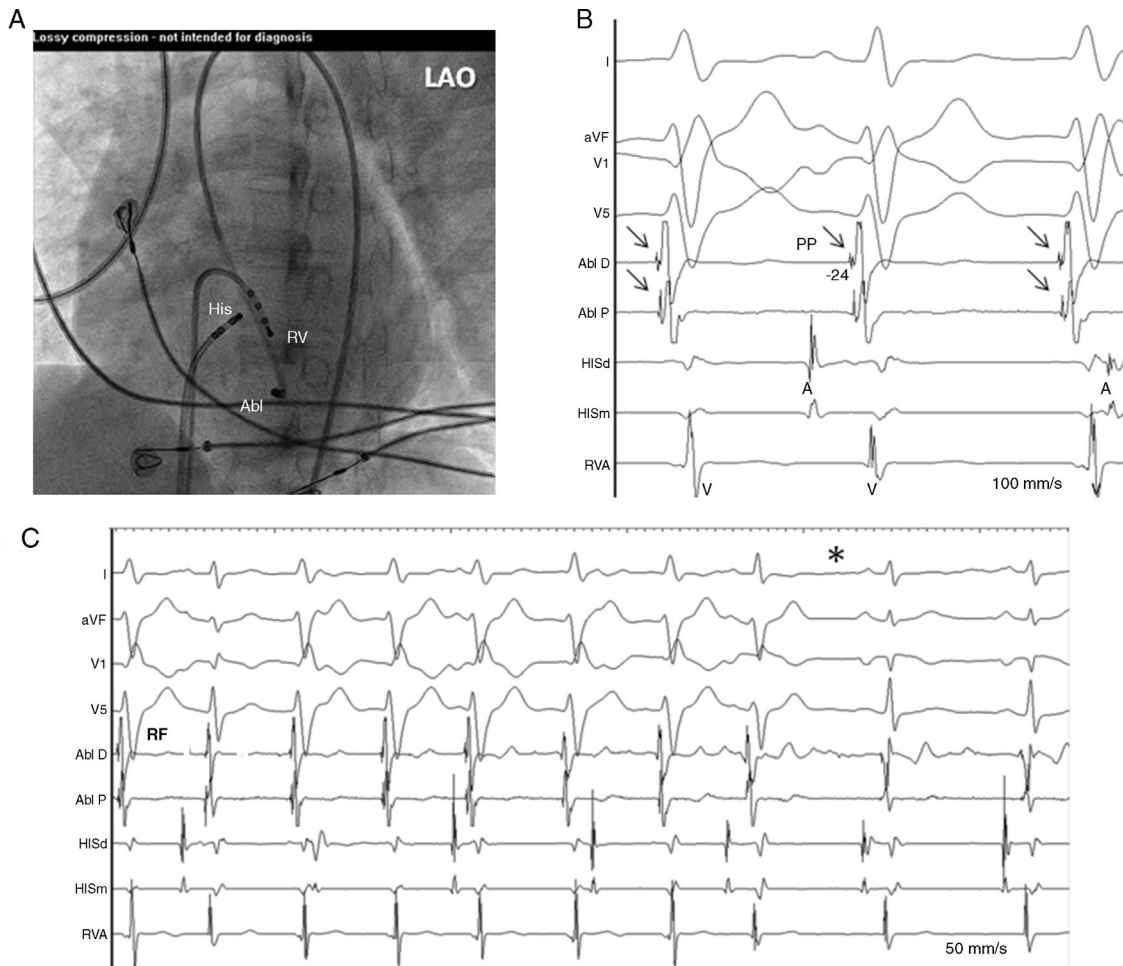 A
Lossy compression - not intended for diagnosis
LAO
His
RV
Abl
B
I
aVF
V1
V5
Abl D
PP
-24
Abl P
HISd
A
A
HISm
RVA
V
V
100 mm/s
C
I
*
aVF
V1
V5
RF
Abl D
Abl P
HISd
HISm
RVA
50 mm/s